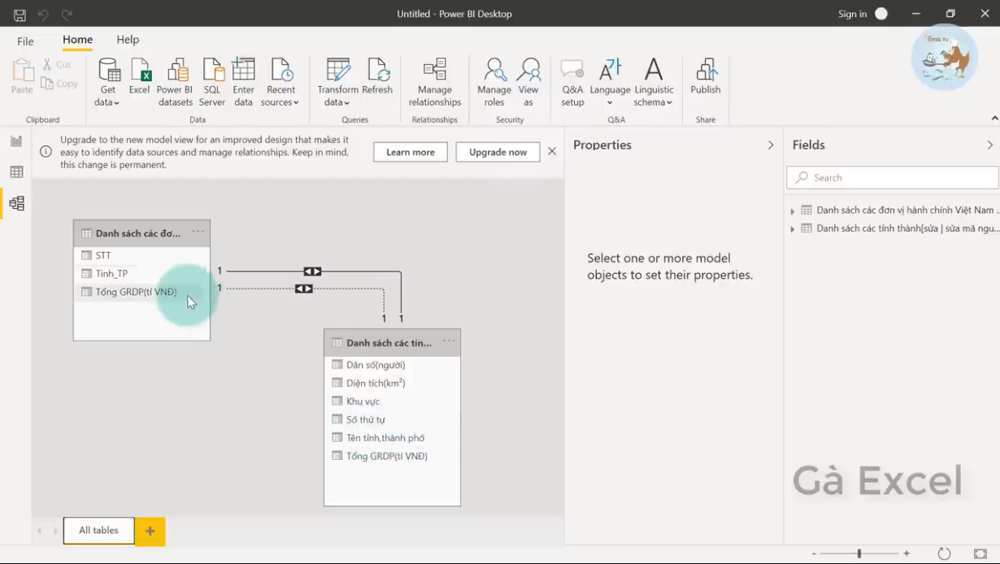 Untitled - Power BI Desktop
Sign in
File
Home
Help
Paste
Cut
Copy
Clipboard
Get data
Excel
Power BI datasets
SQL Server
Enter data
Recent sources
Data
Transform data
Refresh
Queries
Manage relationships
Relationships
Manage roles
View as
Security
Q&A setup
Language
Linguistic schema
Q&A
Publish
Share
EXCEL TV
Upgrade to the new model view for an improved design that makes it
easy to identify data sources and manage relationships. Keep in mind,
this change is permanent.
Learn more
Upgrade now
Properties
Select one or more model
objects to set their properties.
Fields
Search
Danh sách các đơn vị hành chính Việt Nam ...
Danh sách các tỉnh thành[sửa | sửa mã ngu...
Danh sách các đơ...
STT
Tỉnh_TP
Tổng GRDP(tỉ VNĐ)
1
1
1
1
Danh sách các tỉn...
Dân số(người)
Diện tích(km²)
Khu vực
Số thứ tự
Tên tỉnh,thành phố
Tổng GRDP(tỉ VNĐ)
Gà Excel
All tables